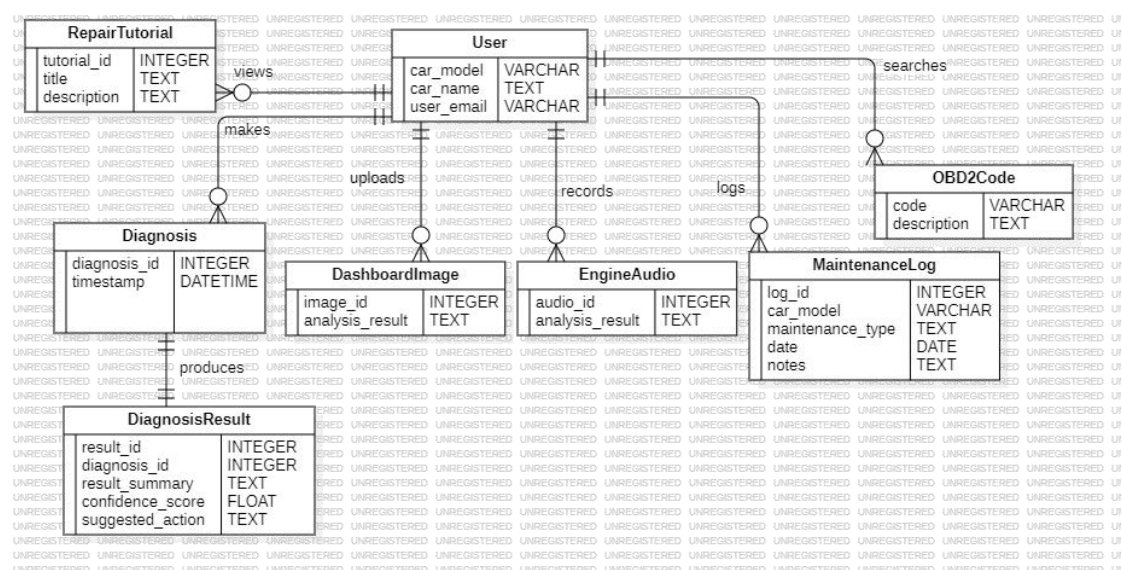 RepairTutorial
tutorial_id INTEGER
title TEXT
description TEXT
User
car_model VARCHAR
car_name TEXT
user_email VARCHAR
views
makes
uploads
records
logs
searches
OBD2Code
code VARCHAR
description TEXT
Diagnosis
diagnosis_id INTEGER
timestamp DATETIME
DashboardImage
image_id INTEGER
analysis_result TEXT
EngineAudio
audio_id INTEGER
analysis_result TEXT
MaintenanceLog
log_id INTEGER
car_model VARCHAR
maintenance_type TEXT
date DATE
notes TEXT
produces
DiagnosisResult
result_id INTEGER
diagnosis_id INTEGER
result_summary TEXT
confidence_score FLOAT
suggested_action TEXT
UNREGISTERED